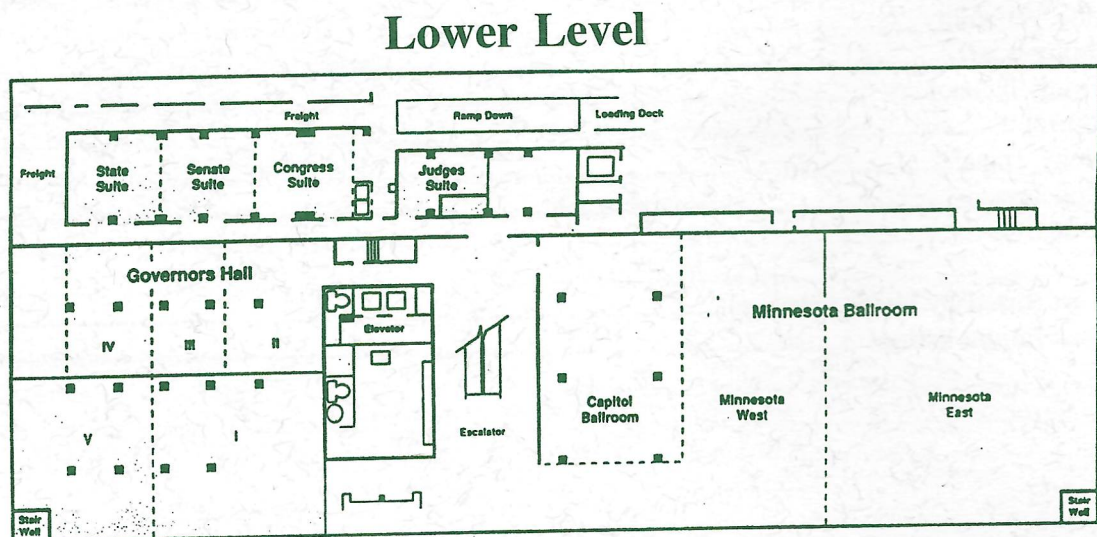 Lower Level
Freight
Ramp Down
Loading Dock
Freight
State
Suite
Senate
Suite
Congress
Suite
Judges
Suite
Governors Hall
IV
III
II
Elevator
Minnesota Ballroom
Capitol
Ballroom
Minnesota
West
Minnesota
East
V
I
Escalator
Stair
Well
Stair
Well